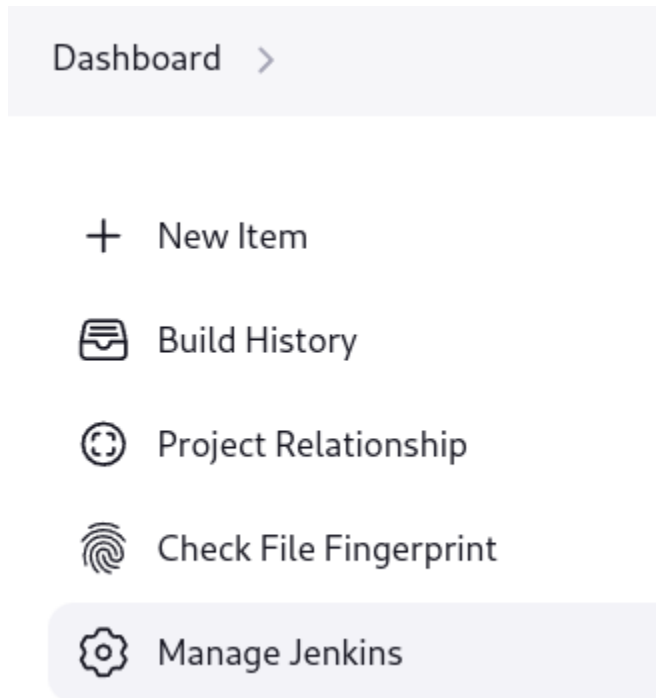 Dashboard
New Item
Build History
Project Relationship
Check File Fingerprint
Manage Jenkins